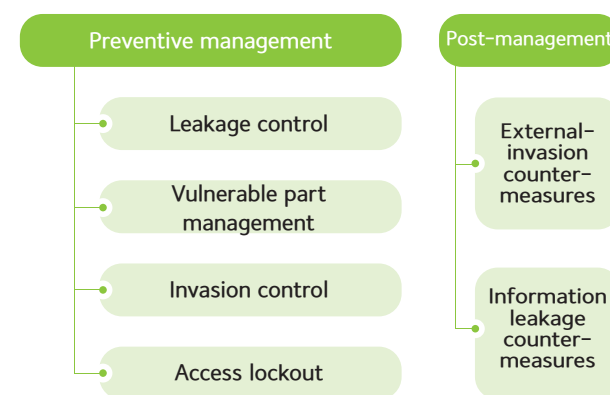 Preventive management
Leakage control
Vulnerable part
management
Invasion control
Access lockout
Post-management
External-
invasion
counter-
measures
Information
leakage
counter-
measures